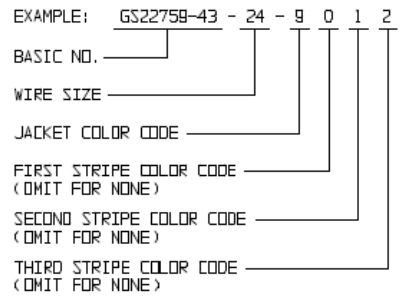 EXAMPLE: GS22759-43 - 24 - 9 0 1 2
BASIC NO.
WIRE SIZE
JACKET COLOR CODE
FIRST STRIPE COLOR CODE
(OMIT FOR NONE)
SECOND STRIPE COLOR CODE
(OMIT FOR NONE)
THIRD STRIPE COLOR CODE
(OMIT FOR NONE)